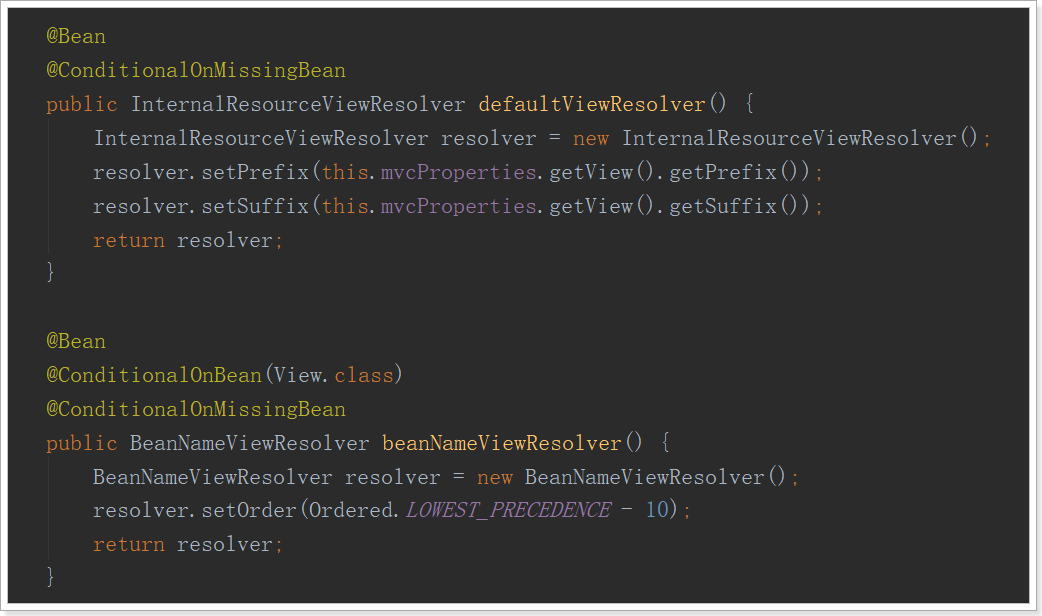 @Bean
@ConditionalOnMissingBean
public InternalResourceViewResolver defaultViewResolver() {
    InternalResourceViewResolver resolver = new InternalResourceViewResolver();
    resolver.setPrefix(this.mvcProperties.getView().getPrefix());
    resolver.setSuffix(this.mvcProperties.getView().getSuffix());
    return resolver;
}

@Bean
@ConditionalOnBean(View.class)
@ConditionalOnMissingBean
public BeanNameViewResolver beanNameViewResolver() {
    BeanNameViewResolver resolver = new BeanNameViewResolver();
    resolver.setOrder(Ordered.LOWEST_PRECEDENCE - 10);
    return resolver;
}